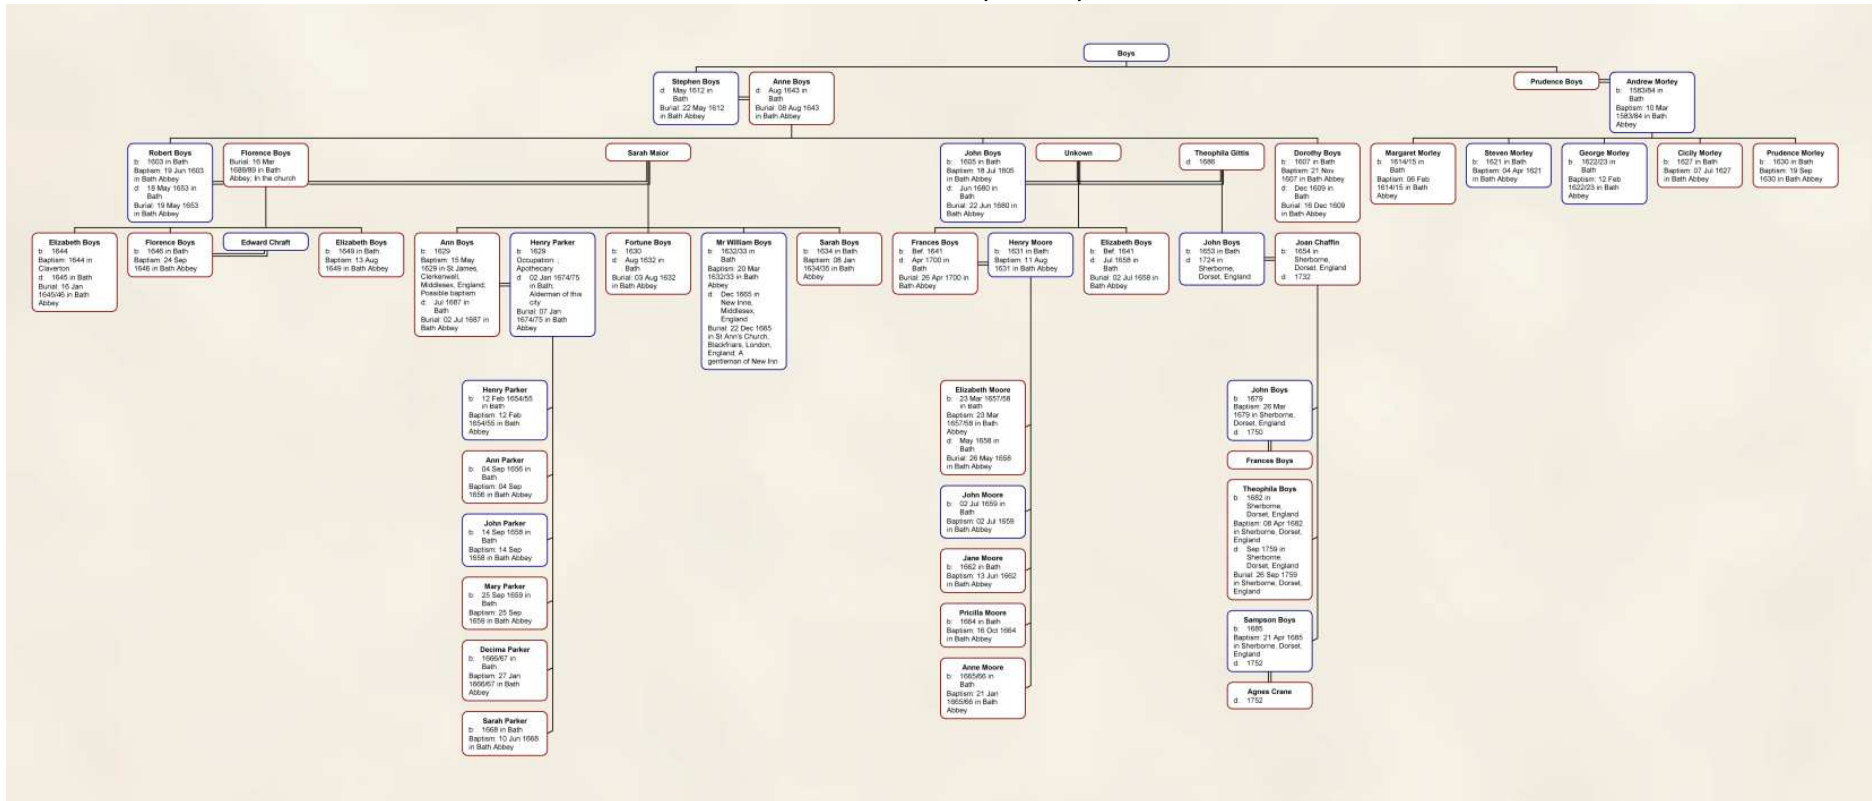 Boys
Stephen Boys
d: May 1612 in
Bath
Burial: 22 May 1612
in Bath Abbey
Anne Boys
d: Aug 1643 in
Bath
Burial: 08 Aug 1643
in Bath Abbey
Prudence Boys
Andrew Morley
b: 1583/84 in
Bath
Baptism: 10 Mar
1583/84 in Bath
Abbey
Robert Boys
b: 1603 in Bath
Baptism: 19 Jun 1603
in Bath Abbey
d: 18 May 1653 in
Bath
Burial: 19 May 1653
in Bath Abbey
Florence Boys
Burial: 16 Mar
1688/89 in Bath
Abbey; In the church
Sarah Maior
John Boys
b: 1605 in Bath
Baptism: 18 Jul 1605
in Bath Abbey
d: Jun 1680 in
Bath
Burial: 22 Jun 1680 in
Bath Abbey
Unkown
Theophila Gittis
d: 1686
Dorothy Boys
b: 1607 in Bath
Baptism: 21 Nov
1607 in Bath Abbey
d: Dec 1609 in
Bath
Burial: 16 Dec 1609
in Bath Abbey
Margaret Morley
b: 1614/15 in
Bath
Baptism: 06 Feb
1614/15 in Bath
Abbey
Steven Morley
b: 1621 in Bath
Baptism: 04 Apr 1621
in Bath Abbey
George Morley
b: 1622/23 in
Bath
Baptism: 12 Feb
1622/23 in Bath
Abbey
Cicily Morley
b: 1627 in Bath
Baptism: 07 Jul 1627
in Bath Abbey
Prudence Morley
b: 1630 in Bath
Baptism: 19 Sep
1630 in Bath Abbey
Elizabeth Boys
b: 1644
Baptism: 1644 in
Claverton
d: 1645 in Bath
Burial: 16 Jan
1645/46 in Bath
Abbey
Florence Boys
b: 1646 in Bath
Baptism: 24 Sep
1646 in Bath Abbey
Edward Chraft
Elizabeth Boys
b: 1649 in Bath
Baptism: 13 Aug
1649 in Bath Abbey
Ann Boys
b: 1629
Baptism: 15 May
1629 in St James,
Clerkenwell,
Middlesex, England;
Possible baptism
d: Jul 1687 in
Bath
Burial: 02 Jul 1687 in
Bath Abbey
Henry Parker
b: 1629
Occupation: ;
Apothecary
d: 02 Jan 1674/75
in Bath;
Alderman of this
city
Burial: 07 Jan
1674/75 in Bath
Abbey
Fortune Boys
b: 1630
d: Aug 1632 in
Bath
Burial: 03 Aug 1632
in Bath Abbey
Mr William Boys
b: 1632/33 in
Bath
Baptism: 20 Mar
1632/33 in Bath
Abbey
d: Dec 1665 in
New Inne,
Middlesex,
England
Burial: 22 Dec 1665
in St Ann's Church,
Blackfriars, London,
England; A
gentleman of New Inn
Sarah Boys
b: 1634 in Bath
Baptism: 08 Jan
1634/35 in Bath
Abbey
Frances Boys
b: Bef. 1641
d: Apr 1700 in
Bath
Burial: 26 Apr 1700 in
Bath Abbey
Henry Moore
b: 1631 in Bath
Baptism: 11 Aug
1631 in Bath Abbey
Elizabeth Boys
b: Bef. 1641
d: Jul 1658 in
Bath
Burial: 02 Jul 1658 in
Bath Abbey
John Boys
b: 1653 in Bath
d: 1724 in
Sherborne,
Dorset, England
Joan Chaffin
b: 1654 in
Sherborne,
Dorset, England
d: 1732
Henry Parker
b: 12 Feb 1654/55
in Bath
Baptism: 12 Feb
1654/55 in Bath
Abbey
Ann Parker
b: 04 Sep 1656 in
Bath
Baptism: 04 Sep
1656 in Bath Abbey
John Parker
b: 14 Sep 1658 in
Bath
Baptism: 14 Sep
1658 in Bath Abbey
Mary Parker
b: 25 Sep 1659 in
Bath
Baptism: 25 Sep
1659 in Bath Abbey
Decima Parker
b: 1666/67 in
Bath
Baptism: 27 Jan
1666/67 in Bath
Abbey
Sarah Parker
b: 1668 in Bath
Baptism: 10 Jun 1668
in Bath Abbey
Elizabeth Moore
b: 23 Mar 1657/58
in Bath
Baptism: 23 Mar
1657/58 in Bath
Abbey
d: May 1658 in
Bath
Burial: 26 May 1658
in Bath Abbey
John Moore
b: 02 Jul 1659 in
Bath
Baptism: 02 Jul 1659
in Bath Abbey
Jane Moore
b: 1662 in Bath
Baptism: 13 Jun 1662
in Bath Abbey
Pricilla Moore
b: 1664 in Bath
Baptism: 16 Oct 1664
in Bath Abbey
Anne Moore
b: 1665/66 in
Bath
Baptism: 21 Jan
1665/66 in Bath
Abbey
John Boys
b: 1679
Baptism: 26 Mar
1679 in Sherborne,
Dorset, England
d: 1750
Frances Boys
Theophila Boys
b: 1682 in
Sherborne,
Dorset, England
Baptism: 08 Apr 1682
in Sherborne, Dorset,
England
d: Sep 1759 in
Sherborne,
Dorset, England
Burial: 26 Sep 1759
in Sherborne, Dorset,
England
Sampson Boys
b: 1685
Baptism: 21 Apr 1685
in Sherborne, Dorset,
England
d: 1752
Agnes Crane
d: 1752